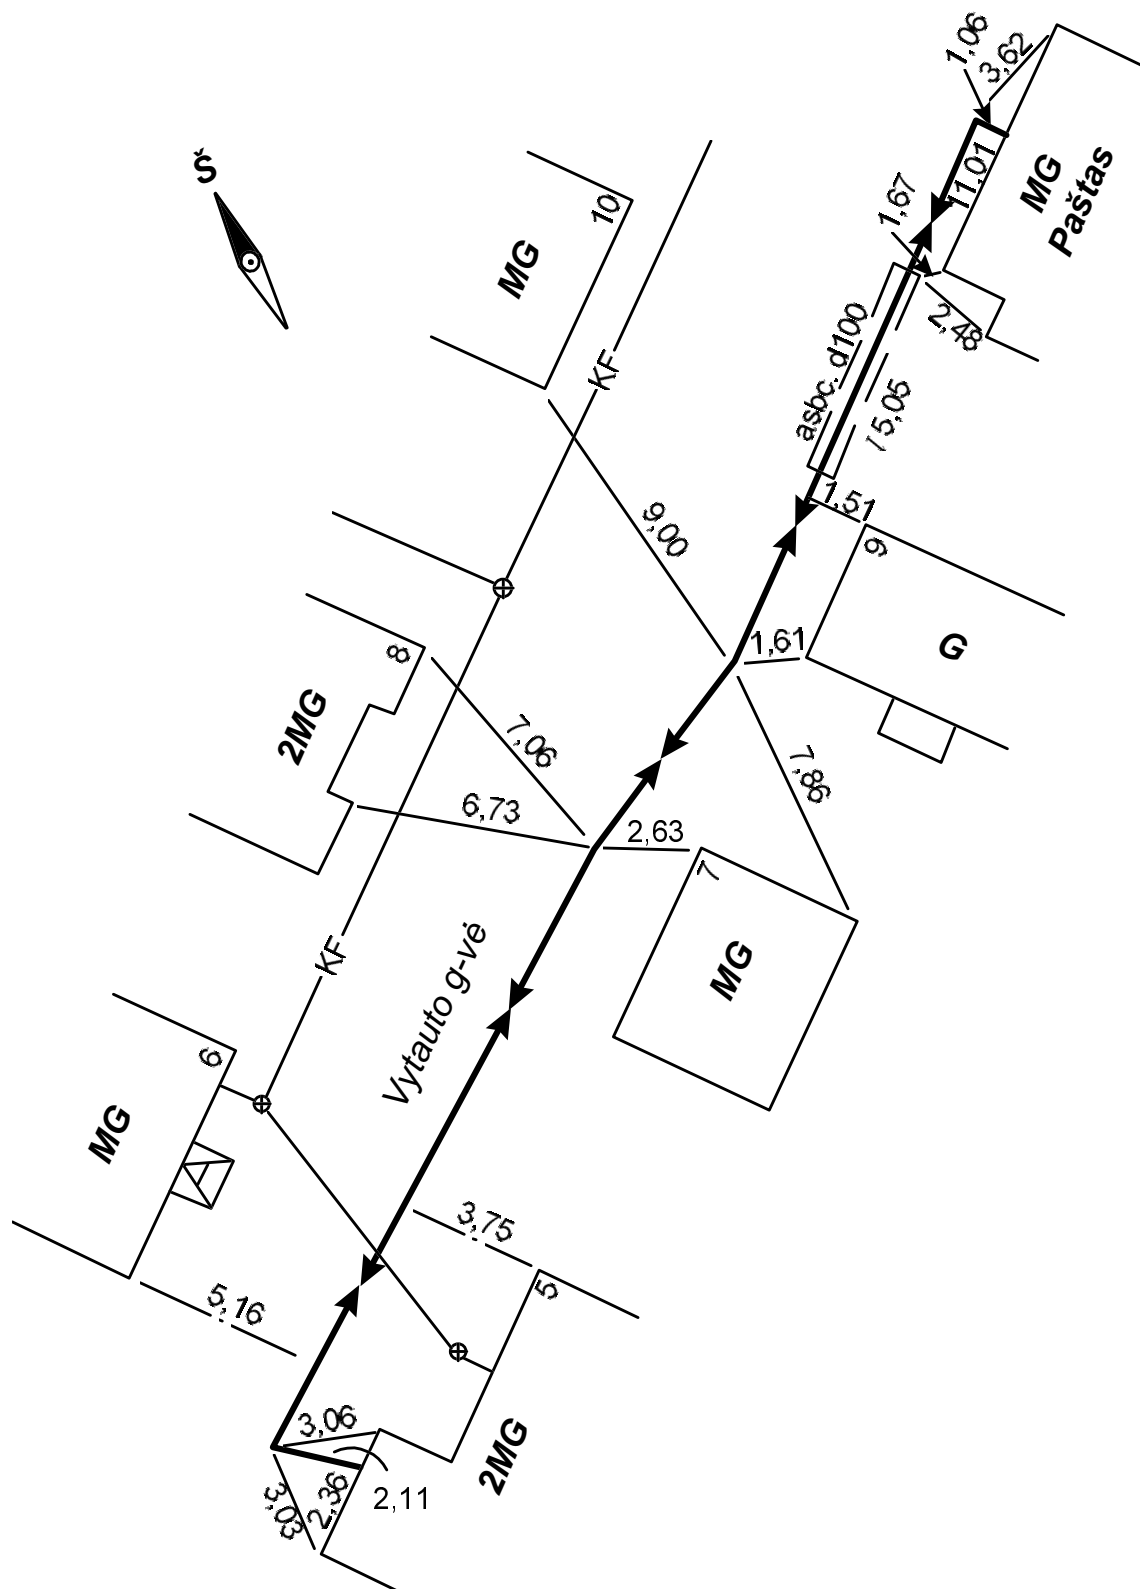 1,06
3,62
MG
Paštas
11,01
Š
1,67
10
MG
2,48
asbc. d100
KF
9,00
1,51
9
G
1,61
8
2MG
7,06
7,86
6,73
2,63
7
MG
KF
Vytauto g-vė
6
MG
A
3,75
5,16
5
3,06
2MG
2,36
3,03
2,11